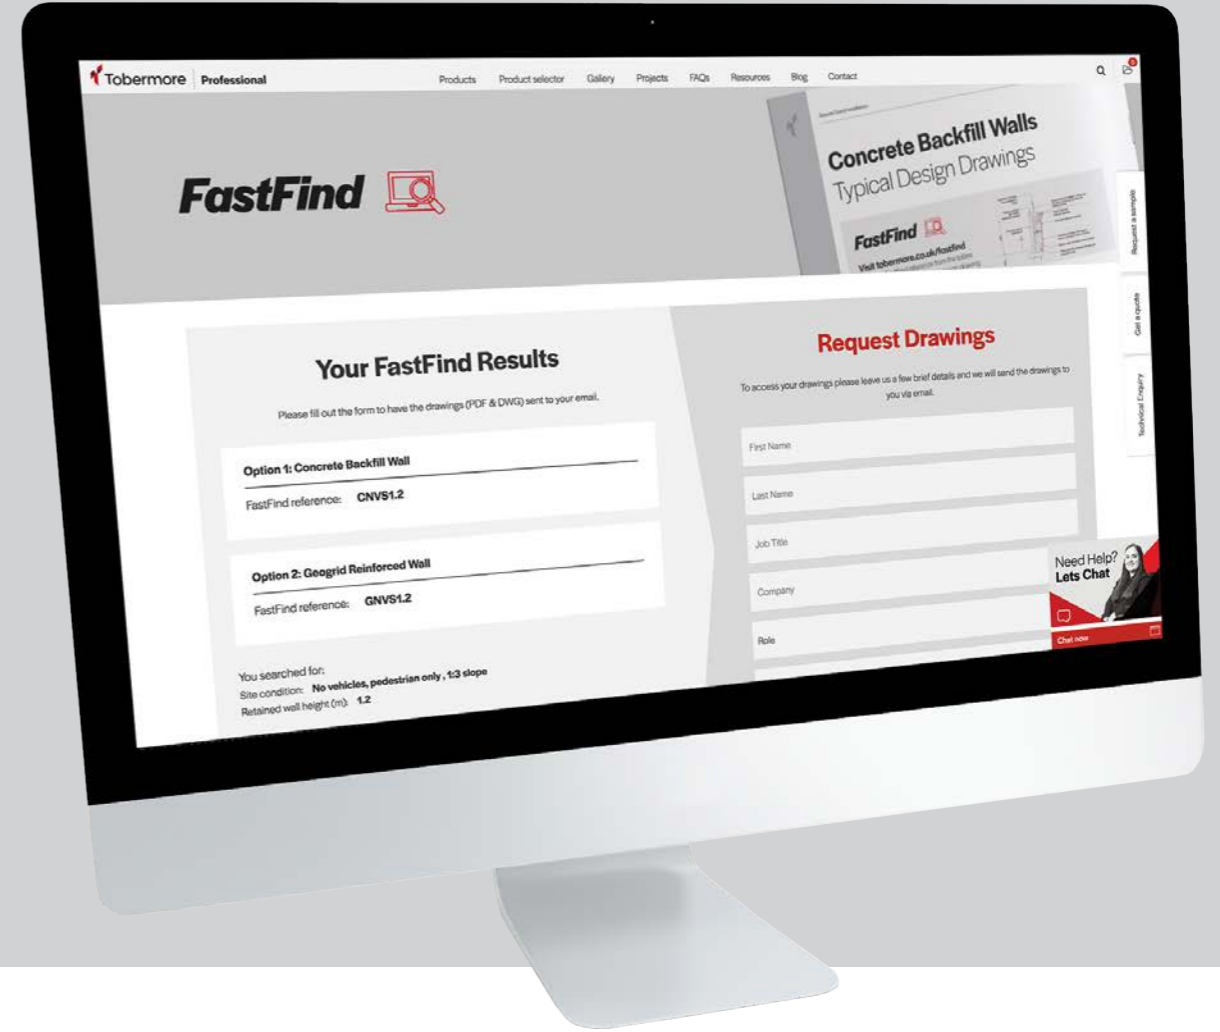 Tobermore Professional
Products Product selector Gallery Projects FAQs Resources Blog Contact
FastFind
Concrete Backfill Walls
Typical Design Drawings
FastFind
Visit tobermore.co.uk/fastfind
Request a sample
Get a quote
Technical Enquiry
Your FastFind Results
Please fill out the form to have the drawings (PDF & DWG) sent to your email.
Option 1: Concrete Backfill Wall
FastFind reference: CNVS1.2
Option 2: Geogrid Reinforced Wall
FastFind reference: GNVS1.2
You searched for:
Site condition: No vehicles, pedestrian only , 1:3 slope
Retained wall height (m): 1.2
Request Drawings
To access your drawings please leave us a few brief details and we will send the drawings to
you via email.
First Name
Last Name
Job Title
Company
Role
Need Help?
Lets Chat
Chat now